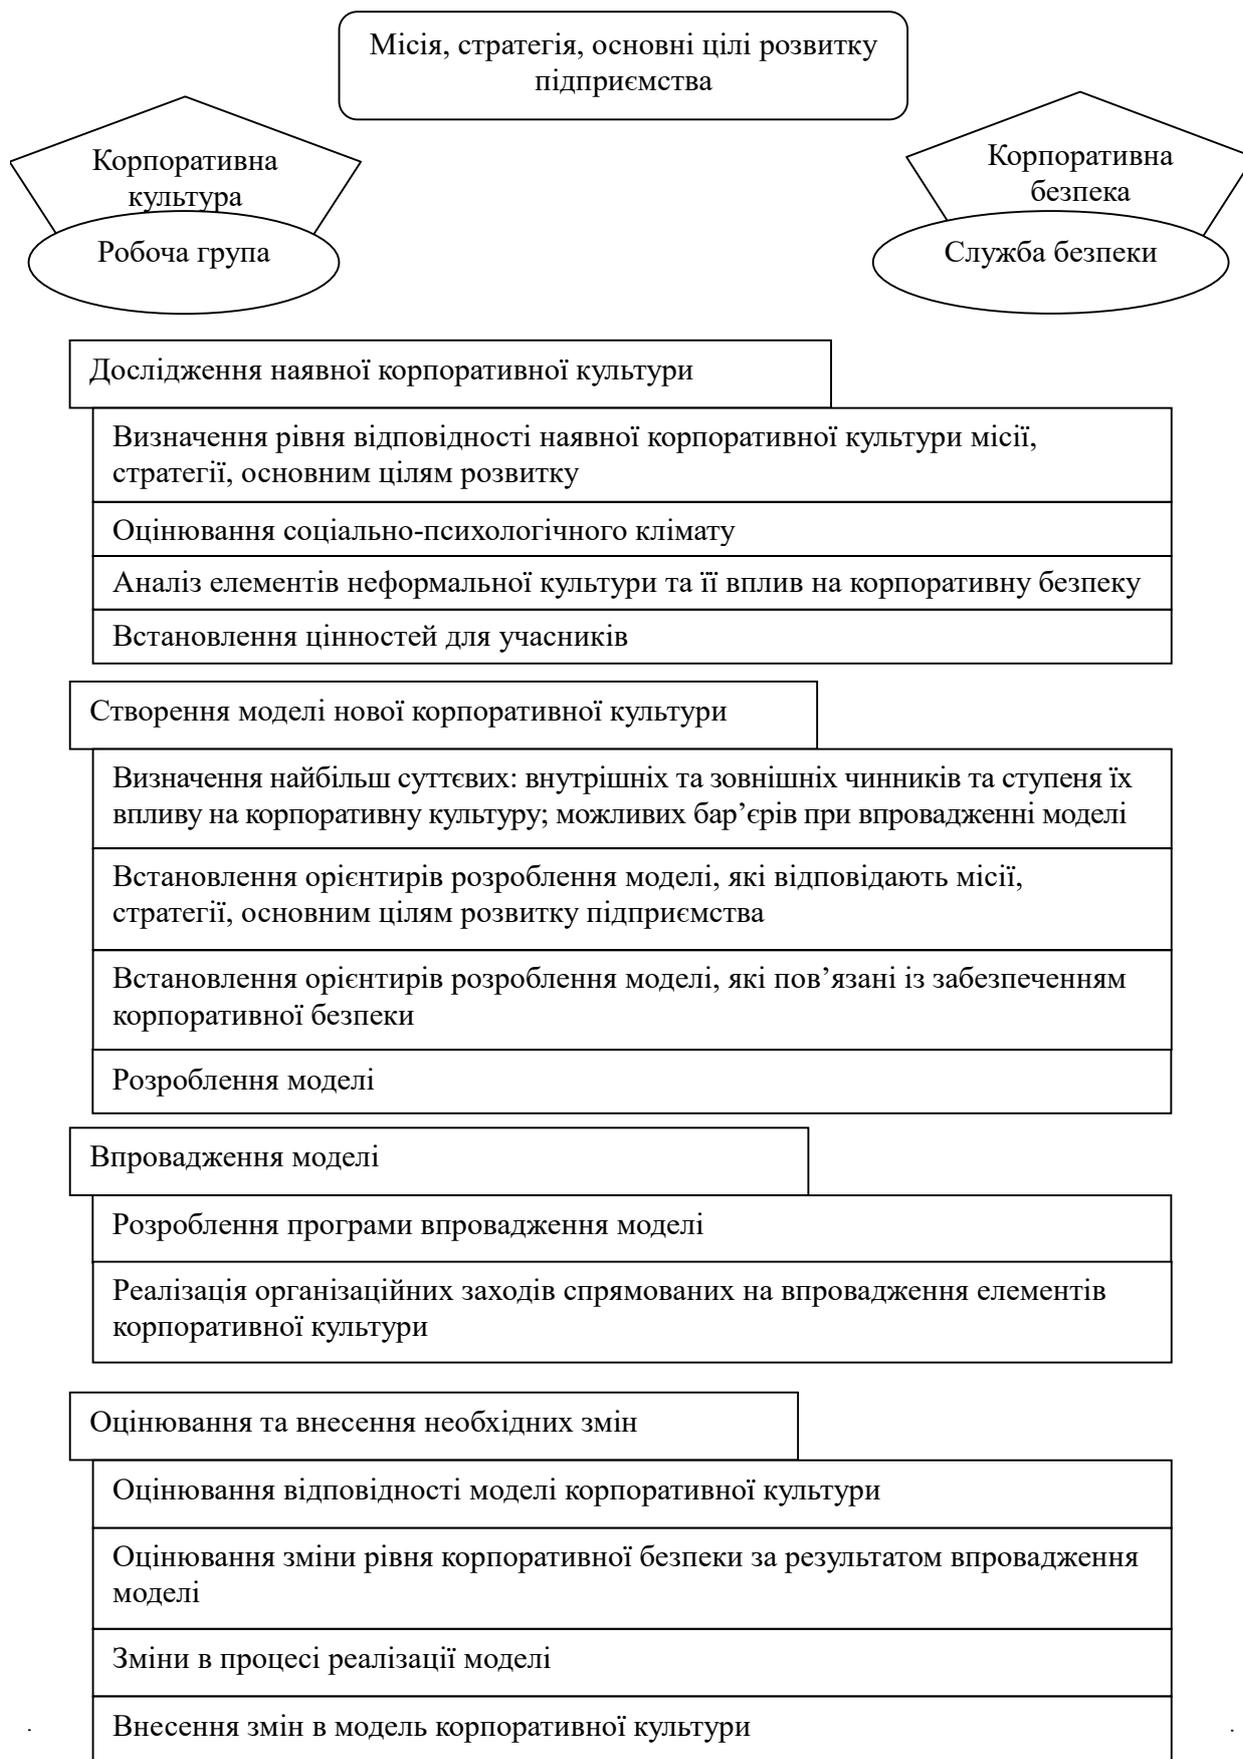 Місія, стратегія, основні цілі розвитку
підприємства
Корпоративна
культура
Робоча група
Корпоративна
безпека
Служба безпеки
Дослідження наявної корпоративної культури
Визначення рівня відповідності наявної корпоративної культури місії,
стратегії, основним цілям розвитку
Оцінювання соціально-психологічного клімату
Аналіз елементів неформальної культури та її вплив на корпоративну безпеку
Встановлення цінностей для учасників
Створення моделі нової корпоративної культури
Визначення найбільш суттєвих: внутрішніх та зовнішніх чинників та ступеня їх
впливу на корпоративну культуру; можливих бар’єрів при впровадженні моделі
Встановлення орієнтирів розроблення моделі, які відповідають місії,
стратегії, основним цілям розвитку підприємства
Встановлення орієнтирів розроблення моделі, які пов’язані із забезпеченням
корпоративної безпеки
Розроблення моделі
Впровадження моделі
Розроблення програми впровадження моделі
Реалізація організаційних заходів спрямованих на впровадження елементів
корпоративної культури
Оцінювання та внесення необхідних змін
Оцінювання відповідності моделі корпоративної культури
Оцінювання зміни рівня корпоративної безпеки за результатом впровадження
моделі
Зміни в процесі реалізації моделі
Внесення змін в модель корпоративної культури